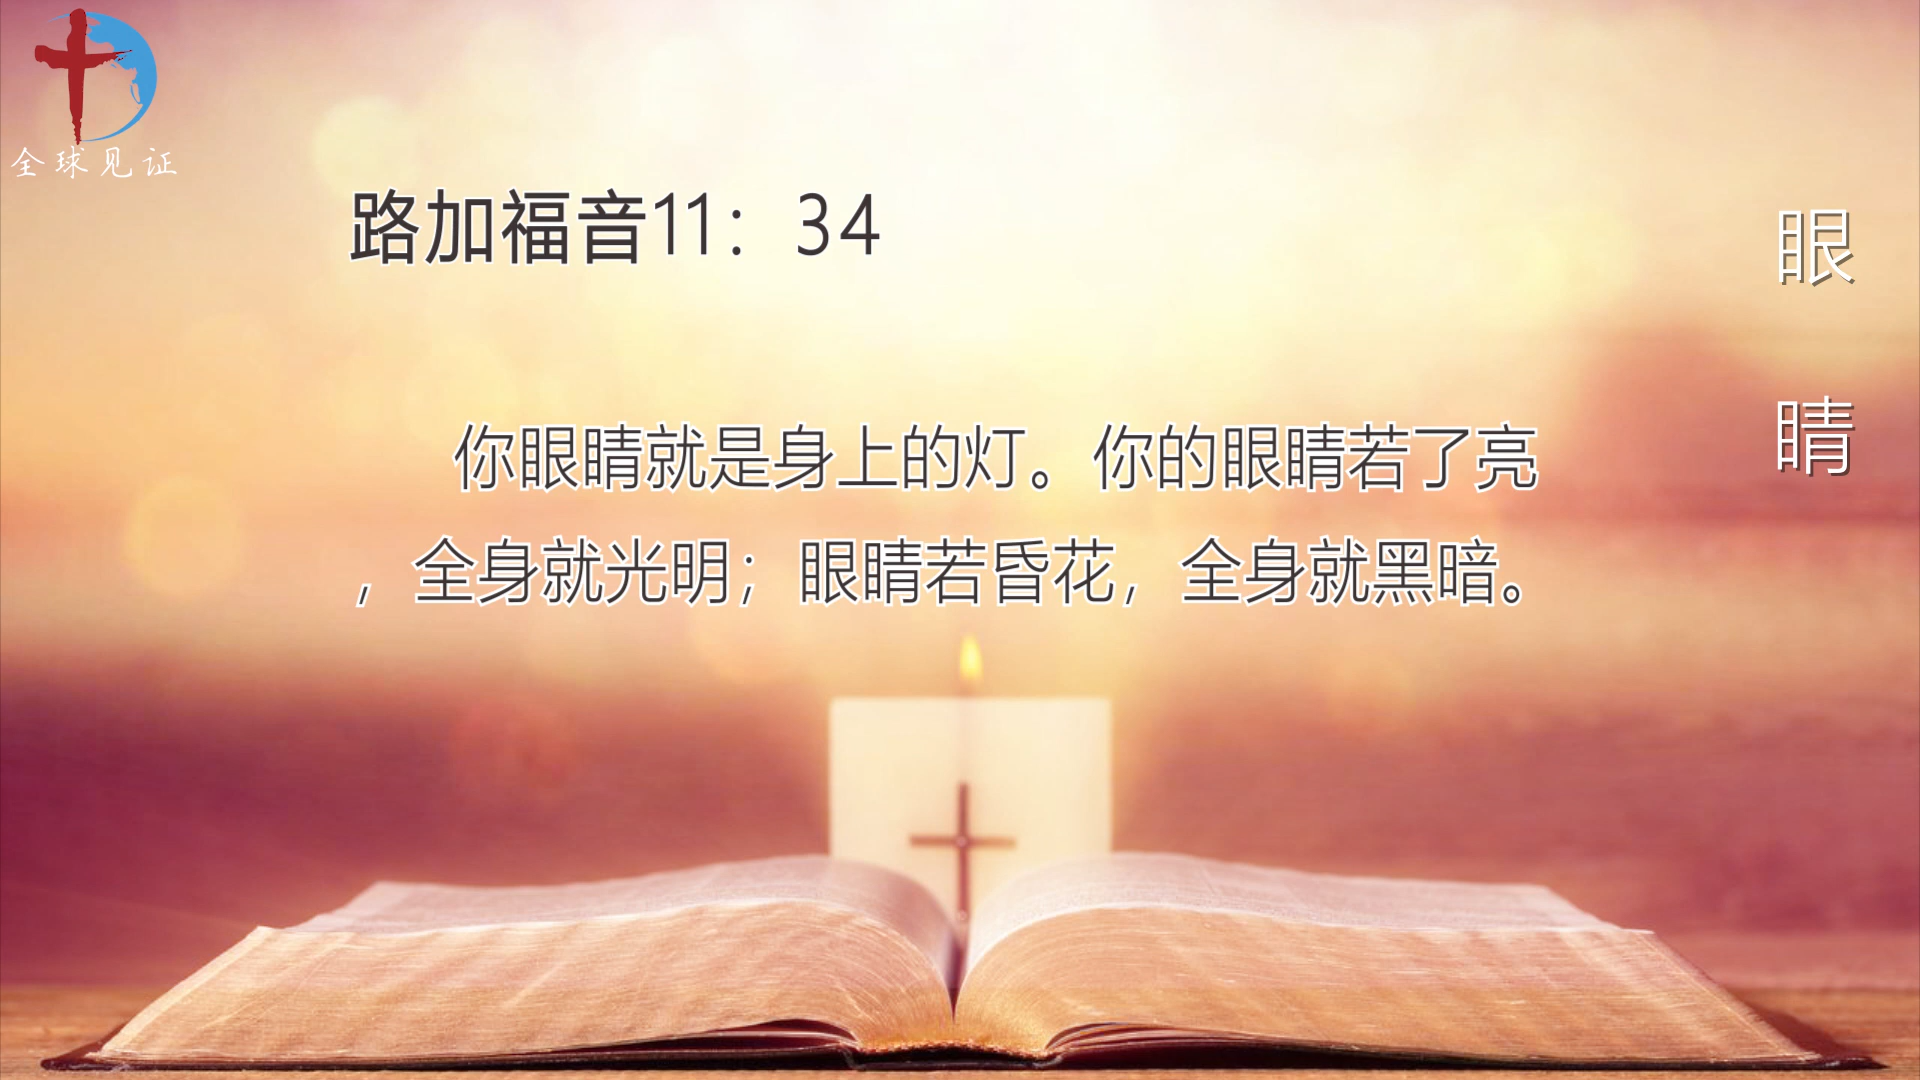 全球见证
路加福音11：34
你眼睛就是身上的灯。你的眼睛若了亮
，全身就光明；眼睛若昏花，全身就黑暗。
眼
睛